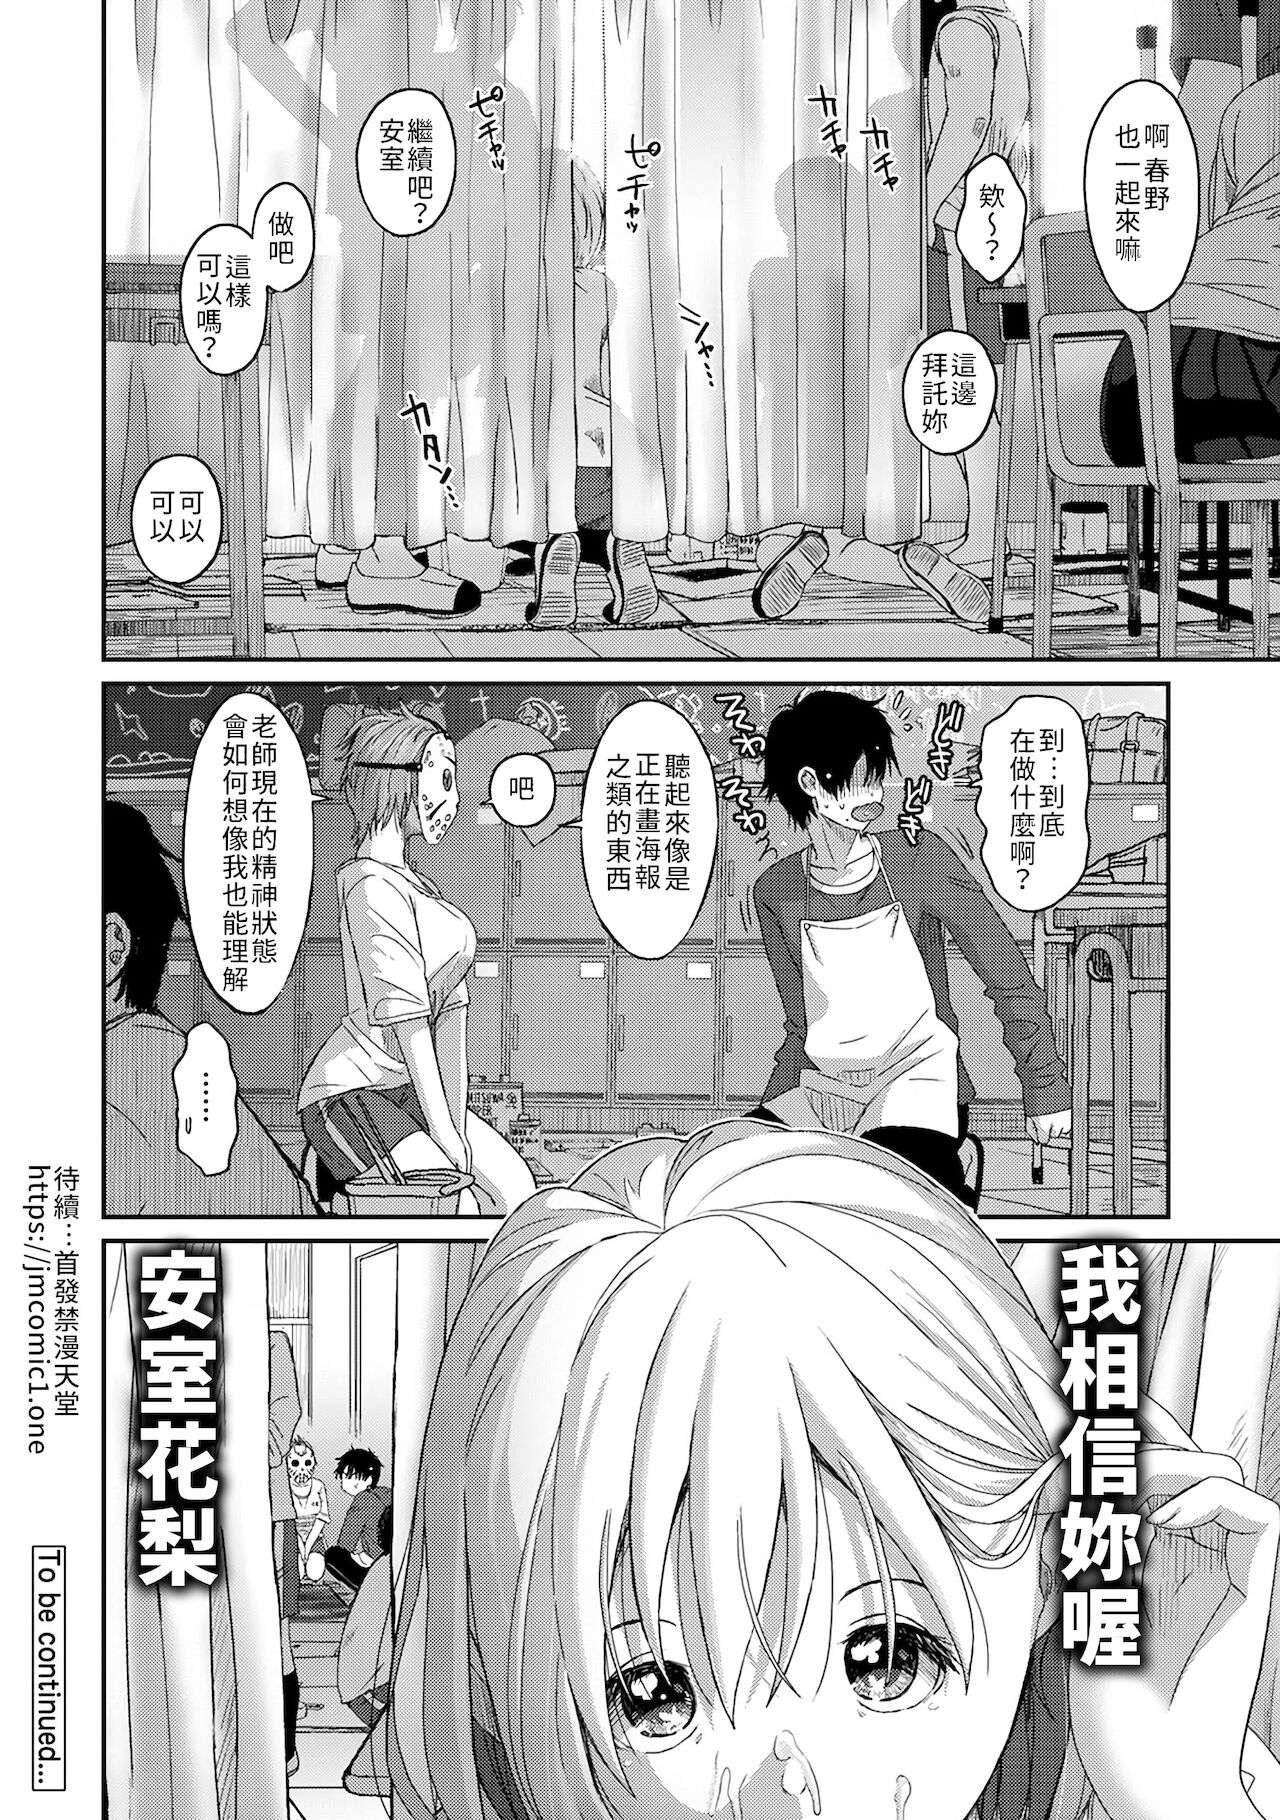 啊 春野
也一起來嘛
欸～？
這邊
拜託妳
カチャ
カチャ
ピチャッ
ピチャッ
シャー…
繼續吧？
安室
做吧
這樣
可以嗎？
カタン…
可以
可以
到…到底
在做什麼啊？
どき
どき
そわ
そわ
聽起來像是
正在畫海報
之類的東西
吧
老師現在的精神狀態
會如何想像我也能理解
……
我相信妳喔
安室花梨
待續…首發禁漫天堂
https://jmcomic1.one
To be continued...